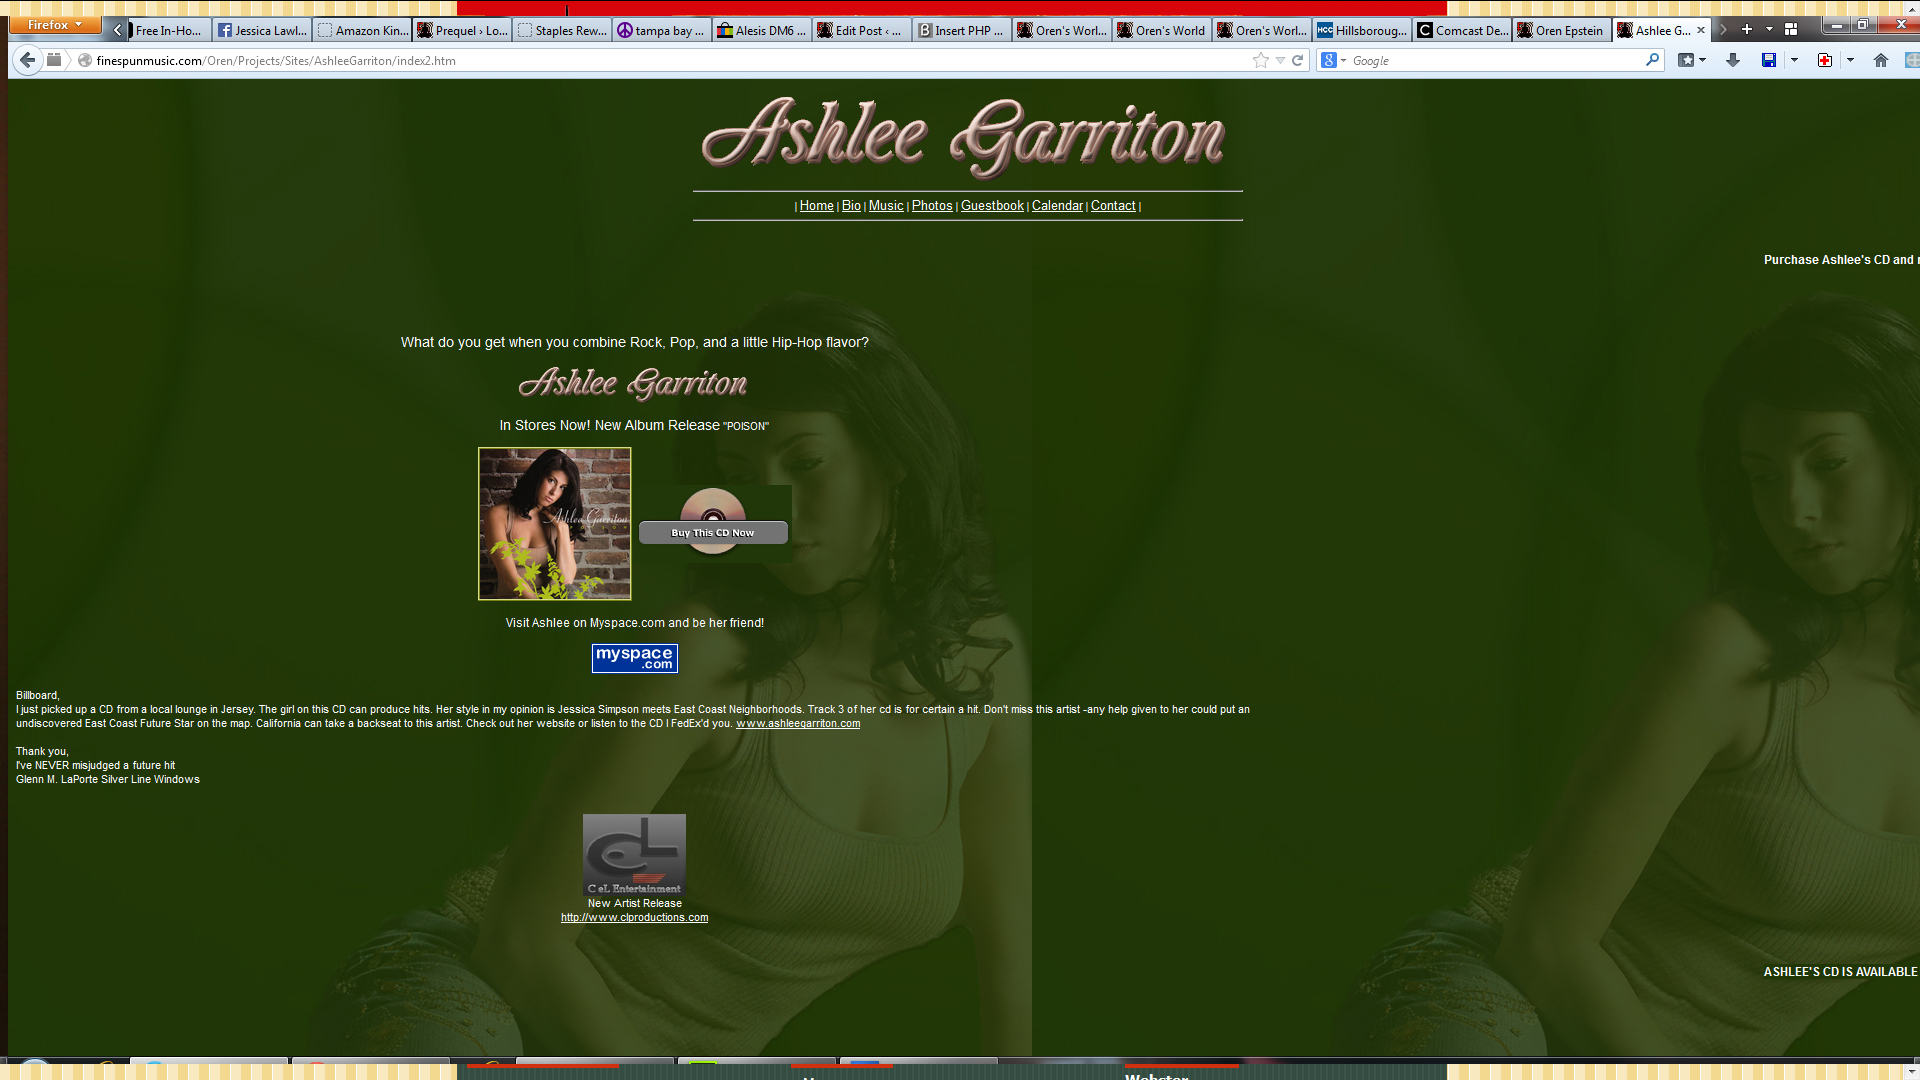 Firefox
Free In-Ho...
Jessica Lawl...
Amazon Kin...
Prequel › Lo...
Staples Rew...
tampa bay ...
Alesis DM6 ...
Edit Post ‹ ...
Insert PHP ...
Oren's Worl...
Oren's World
Oren's Worl...
HCC Hillsboroug...
Comcast De...
Oren Epstein
Ashlee G...
finespunmusic.com/Oren/Projects/Sites/AshleeGarriton/index2.htm
Google
Ashlee Garriton
| Home | Bio | Music | Photos | Guestbook | Calendar | Contact |
Purchase Ashlee's CD and
What do you get when you combine Rock, Pop, and a little Hip-Hop flavor?
Ashlee Garriton
In Stores Now! New Album Release "POISON"
Ashlee Garriton
POISON
Buy This CD Now
Visit Ashlee on Myspace.com and be her friend!
myspace
.com
Billboard,
I just picked up a CD from a local lounge in Jersey. The girl on this CD can produce hits. Her style in my opinion is Jessica Simpson meets East Coast Neighborhoods. Track 3 of her cd is for certain a hit. Don't miss this artist -any help given to her could put an
undiscovered East Coast Future Star on the map. California can take a backseat to this artist. Check out her website or listen to the CD I FedEx'd you. www.ashleegarriton.com
Thank you,
I've NEVER misjudged a future hit
Glenn M. LaPorte Silver Line Windows
CeL Entertainment
New Artist Release
http://www.clproductions.com
ASHLEE'S CD IS AVAILABLE